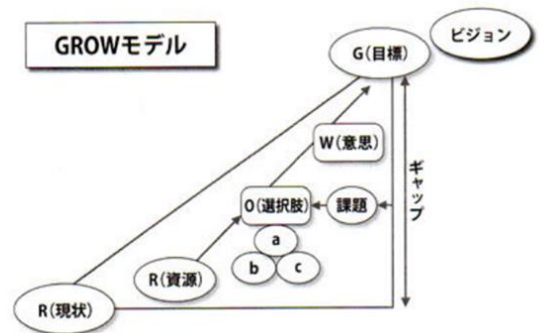 GROWモデル
ビジョン
G(目標)
W(意思)
ギャップ
O(選択肢)
課題
a
b
c
R(資源)
R(現状)